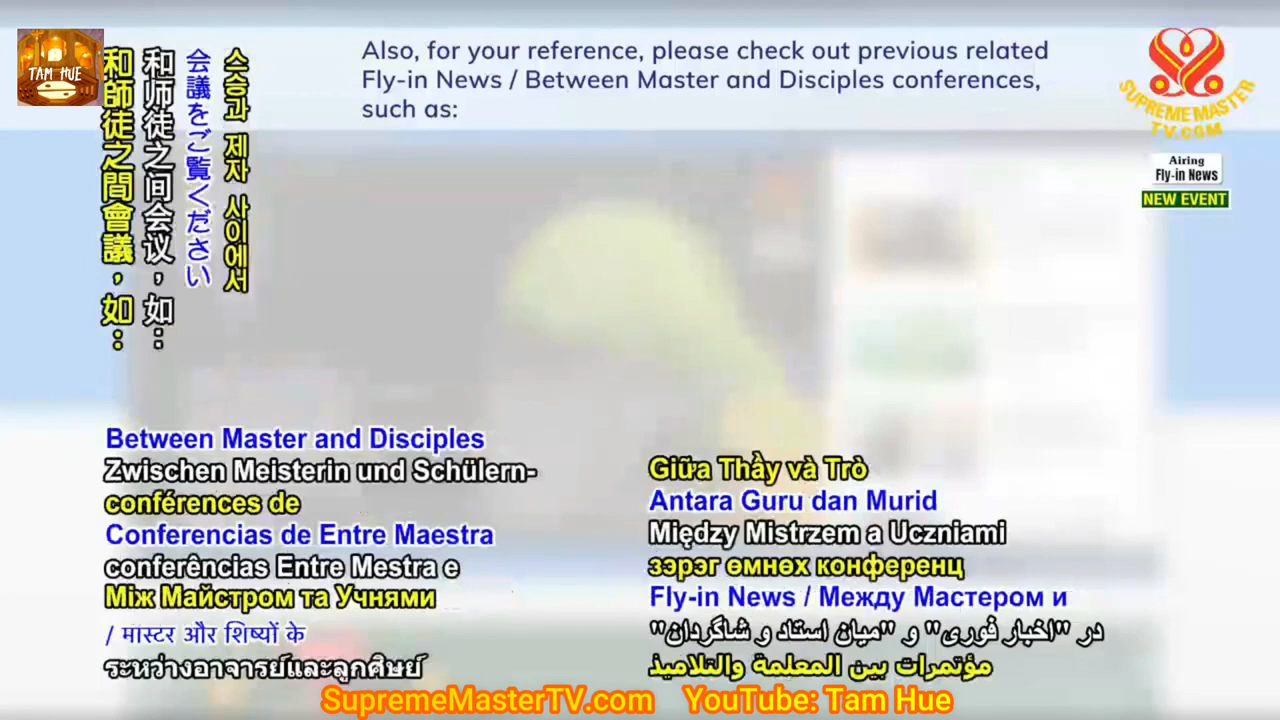 TAM HUE
Also, for your reference, please check out previous related
Fly-in News / Between Master and Disciples conferences,
such as:
SUPREMEMASTER
TV.COM
Airing
Fly-in News
NEW EVENT
스승과 제자 사이에서
会議をご覧ください
和师徒之间会议，如：
和師徒之間會議，如：
Between Master and Disciples
Zwischen Meisterin und Schülern-
conférences de
Conferencias de Entre Maestra
conferências Entre Mestra e
Між Майстром та Учнями
/ मास्टर और शिष्यों के
ระหว่างอาจารย์และลูกศิษย์
Giữa Thầy và Trò
Antara Guru dan Murid
Między Mistrzem a Uczniami
зэрэг өмнөх конференц
Fly-in News / Между Мастером и
در "اخبار فوری" و "میان استاد و شاگردان"
مؤتمرات بين المعلمة والتلاميذ
SupremeMasterTV.com YouTube: Tam Hue